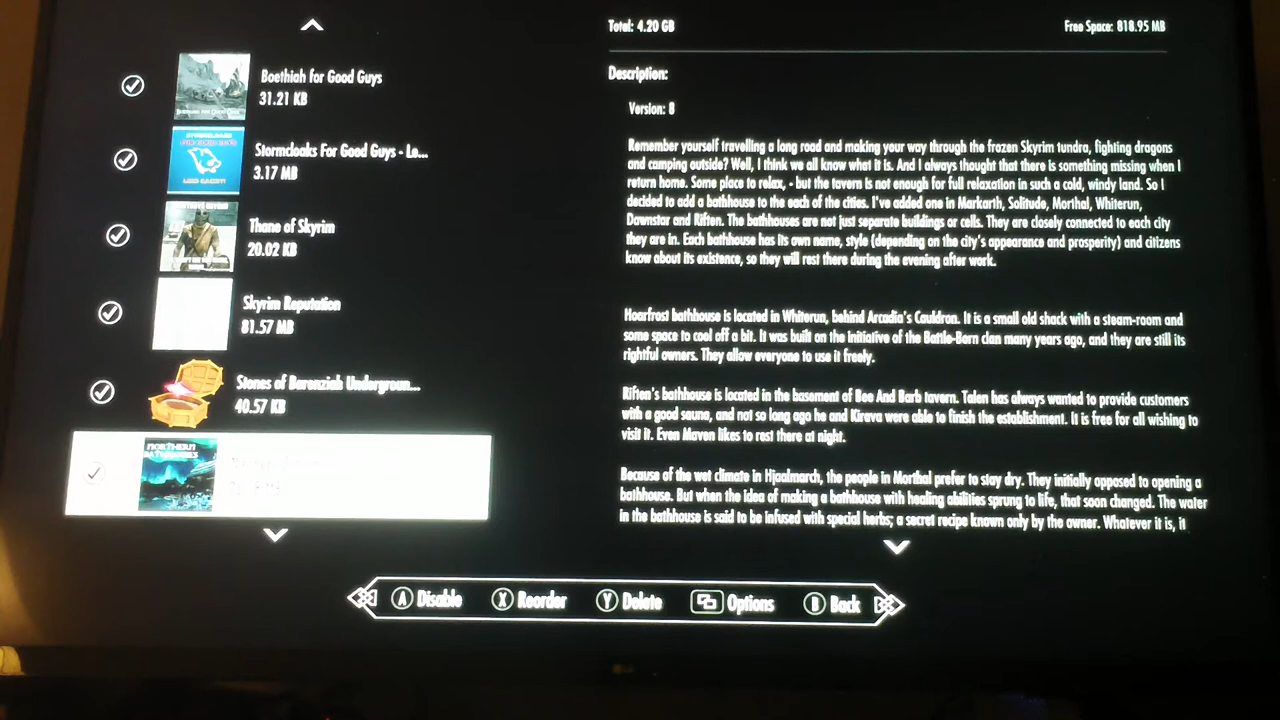 Total: 4.20 GB
Free Space: 818.95 MB
Boethiah for Good Guys
31.21 KB
Stormcloaks For Good Guys - Le...
3.17 MB
Thane of Skyrim
20.02 KB
Skyrim Reputation
81.57 MB
Stones of Barenziah Undergroun...
40.57 KB
NORTHERN
BATHHOUSES
Description:
Version: 8
Remember yourself travelling a long road and making your way through the frozen Skyrim tundra, fighting dragons
and camping outside? Well, I think we all know what it is. And I always thought that there is something missing when I
return home. Some place to relax, - but the tavern is not enough for full relaxation in such a cold, windy land. So I
decided to add a bathhouse to the each of the cities. I've added one in Markarth, Solitude, Morthal, Whiterun,
Dawnstar and Riften. The bathhouses are not just separate buildings or cells. They are closely connected to each city
they are in. Each bathhouse has its own name, style (depending on the city's appearance and prosperity) and citizens
know about its existence, so they will rest there during the evening after work.
Hoarfrost bathhouse is located in Whiterun, behind Arcadia's Cauldron. It is a small old shack with a steam-room and
some space to cool off a bit. It was built on the initiative of the Battle-Born clan many years ago, and they are still its
rightful owners. They allow everyone to use it freely.
Riften's bathhouse is located in the basement of Bee And Barb tavern. Talen has always wanted to provide customers
with a good sauna, and not so long ago he and Kirava were able to finish the establishment. It is free for all wishing to
visit it. Even Maven likes to rest there at night.
Because of the wet climate in Hjaalmarch, the people in Morthal prefer to stay dry. They initially opposed to opening a
bathhouse. But when the idea of making a bathhouse with healing abilities sprung to life, that soon changed. The water
in the bathhouse is said to be infused with special herbs; a secret recipe known only by the owner. Whatever it is, it
A Disable
X Reorder
Y Delete
Options
B Back
LG